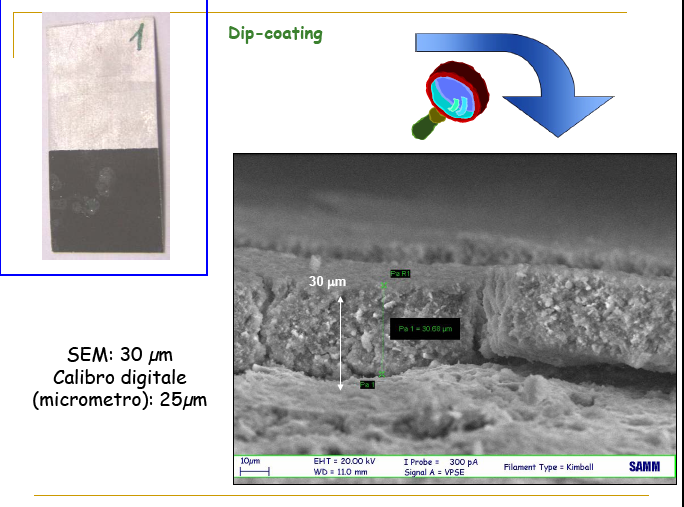 1
Dip-coating
30 µm
Pa R1
Pa 1 = 30.68 µm
Pa 1
SEM: 30 µm
Calibro digitale
(micrometro): 25µm
10µm
EHT = 20.00 kV
I Probe = 300 pA
Filament Type = Kimball
SAMM
WD = 11.0 mm
Signal A = VPSE